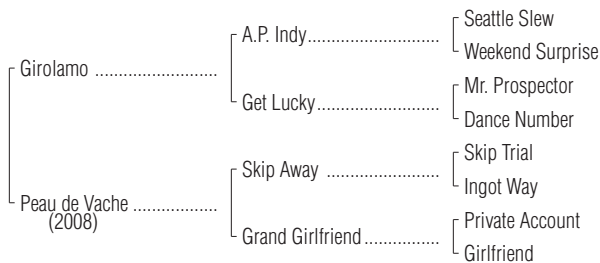 Seattle Slew
A.P. Indy..............................
Weekend Surprise
Girolamo ............................
Mr. Prospector
Get Lucky............................
Dance Number
Skip Trial
Skip Away ..........................
Ingot Way
Peau de Vache ...................
(2008)
Private Account
Grand Girlfriend.................
Girlfriend